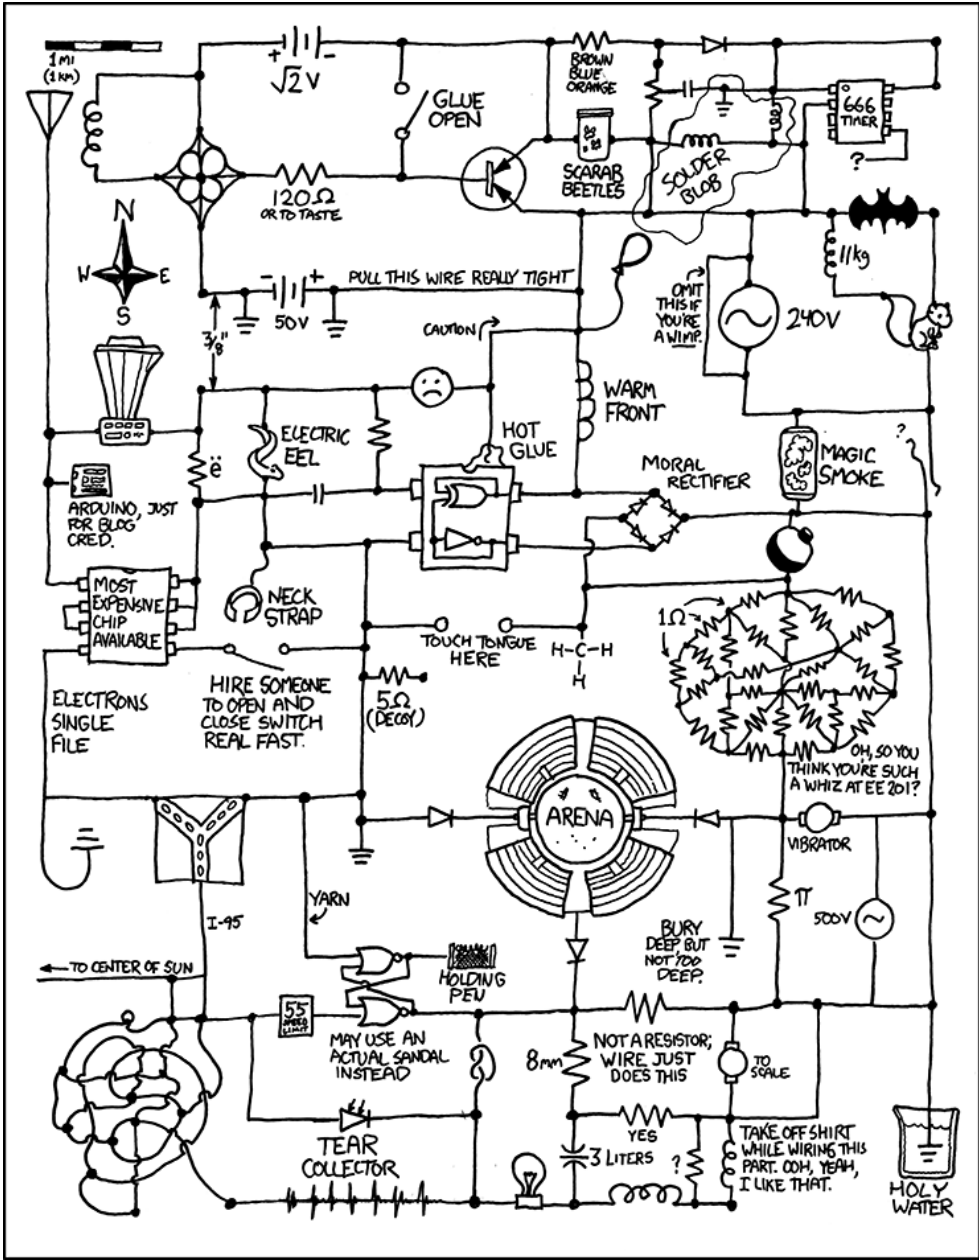 1 MI
(1 KM)
+
-
√2 V
GLUE
OPEN
BROWN
BLUE
ORANGE
666
TIMER
?
SCARAB
BEETLES
SOLDER
BLOB
120Ω
OR TO TASTE
N
W
E
S
-
+
50V
PULL THIS WIRE REALLY TIGHT
3/8"
CAUTION
OMIT
THIS IF
YOU'RE
A WIMP.
240V
11kg
WARM
FRONT
ELECTRIC
EEL
HOT
GLUE
ë
MORAL
RECTIFIER
MAGIC
SMOKE
?
ARDUINO, JUST
FOR BLOG
CRED.
MOST
EXPENSIVE
CHIP
AVAILABLE
NECK
STRAP
TOUCH TONGUE
HERE
H-C-H
H
1Ω
ELECTRONS
SINGLE
FILE
HIRE SOMEONE
TO OPEN AND
CLOSE SWITCH
REAL FAST.
5Ω
(DECOY)
OH, SO YOU
THINK YOU'RE SUCH
A WHIZ AT EE 201?
ARENA
VIBRATOR
YARN
I-95
π
500V
BURY
DEEP, BUT
NOT TOO
DEEP.
TO CENTER OF SUN
HOLDING
PEN
55
SPEED
LIMIT
MAY USE AN
ACTUAL SANDAL
INSTEAD
8mm
NOT A RESISTOR;
WIRE JUST
DOES THIS
TO
SCALE
TEAR
COLLECTOR
YES
3 LITERS
?
TAKE OFF SHIRT
WHILE WIRING THIS
PART. OOH, YEAH,
I LIKE THAT.
HOLY
WATER